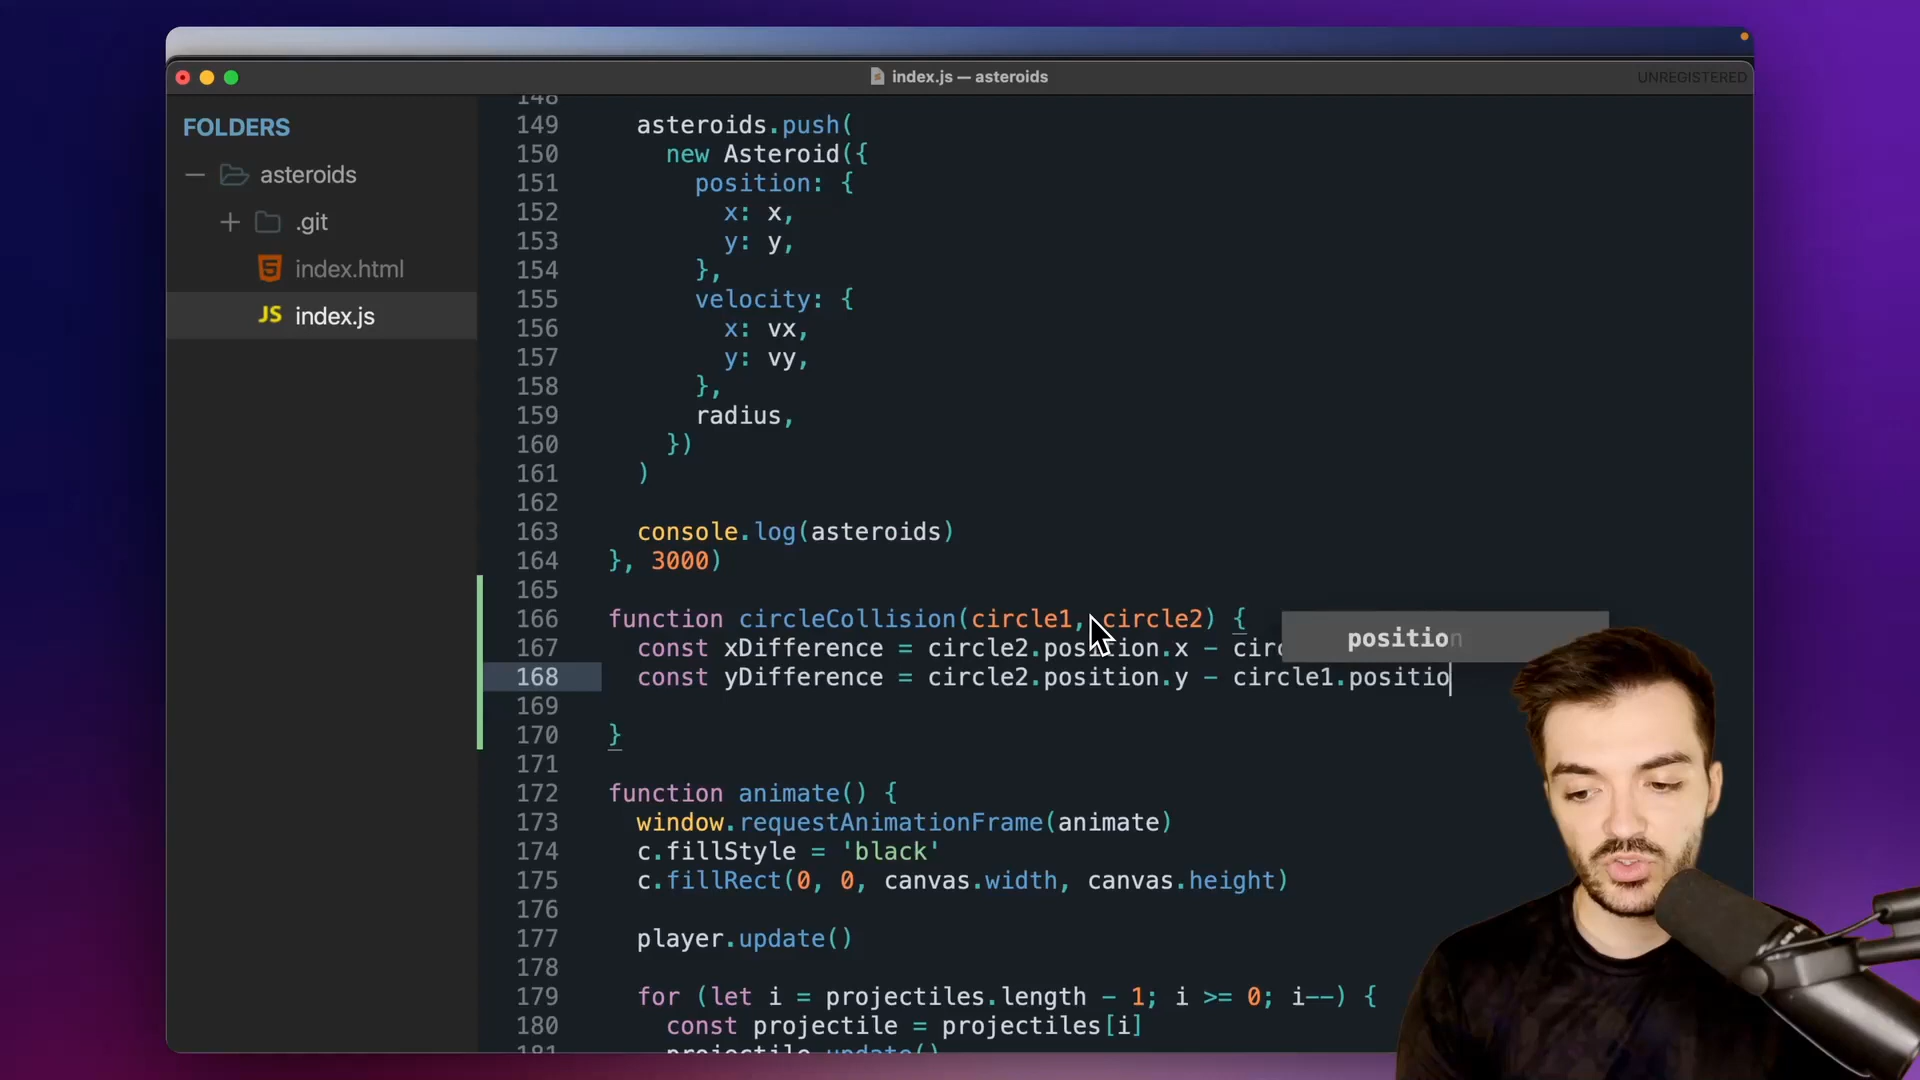 index.js — asteroids
UNREGISTERED
FOLDERS
asteroids
.git
index.html
JS index.js
148
149 asteroids.push(
150 new Asteroid({
151 position: {
152 x: x,
153 y: y,
154 },
155 velocity: {
156 x: vx,
157 y: vy,
158 },
159 radius,
160 })
161 )
162
163 console.log(asteroids)
164 }, 3000)
165
166 function circleCollision(circle1, circle2) {
position
167 const xDifference = circle2.position.x - circ
168 const yDifference = circle2.position.y - circle1.positio
169
170 }
171
172 function animate() {
173 window.requestAnimationFrame(animate)
174 c.fillStyle = 'black'
175 c.fillRect(0, 0, canvas.width, canvas.height)
176
177 player.update()
178
179 for (let i = projectiles.length - 1; i >= 0; i--) {
180 const projectile = projectiles[i]
181 projectile.update()